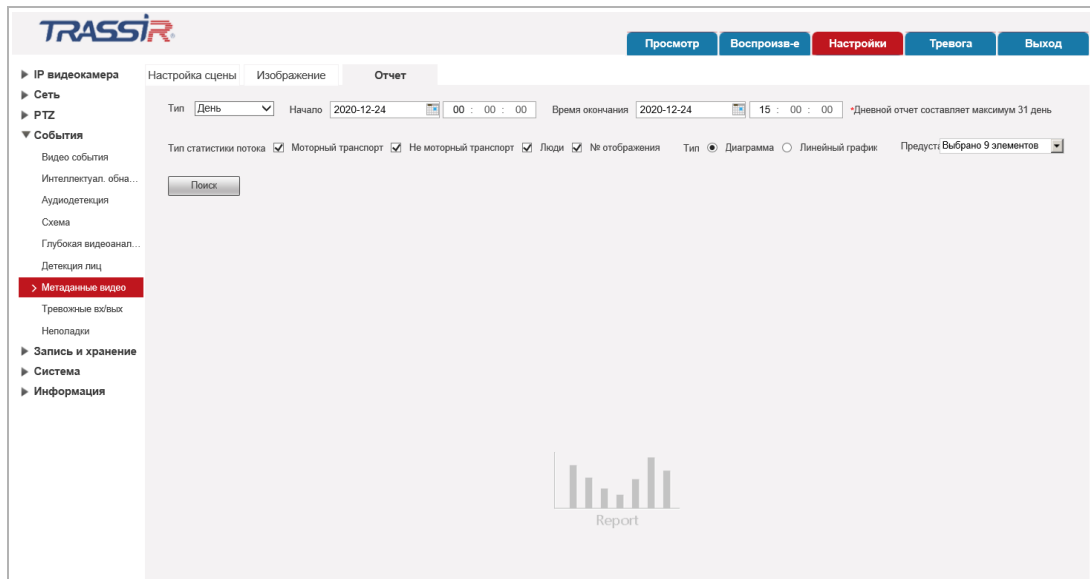 TRASSIR
Просмотр Воспроизв-е Настройки Тревога Выход
IP видеокамера
Сеть
PTZ
События
Видео события
Интеллектуал. обна...
Аудиодетекция
Схема
Глубокая видеоанал...
Детекция лиц
Метаданные видео
Тревожные вх/вых
Неполадки
Запись и хранение
Система
Информация
Настройка сцены Изображение Отчет
Тип День Начало 2020-12-24 00 : 00 : 00 Время окончания 2020-12-24 15 : 00 : 00 *Дневной отчет составляет максимум 31 день
Тип статистики потока Моторный транспорт Не моторный транспорт Люди № отображения Тип Диаграмма Линейный график Предуста Выбрано 9 элементов
Поиск
Report